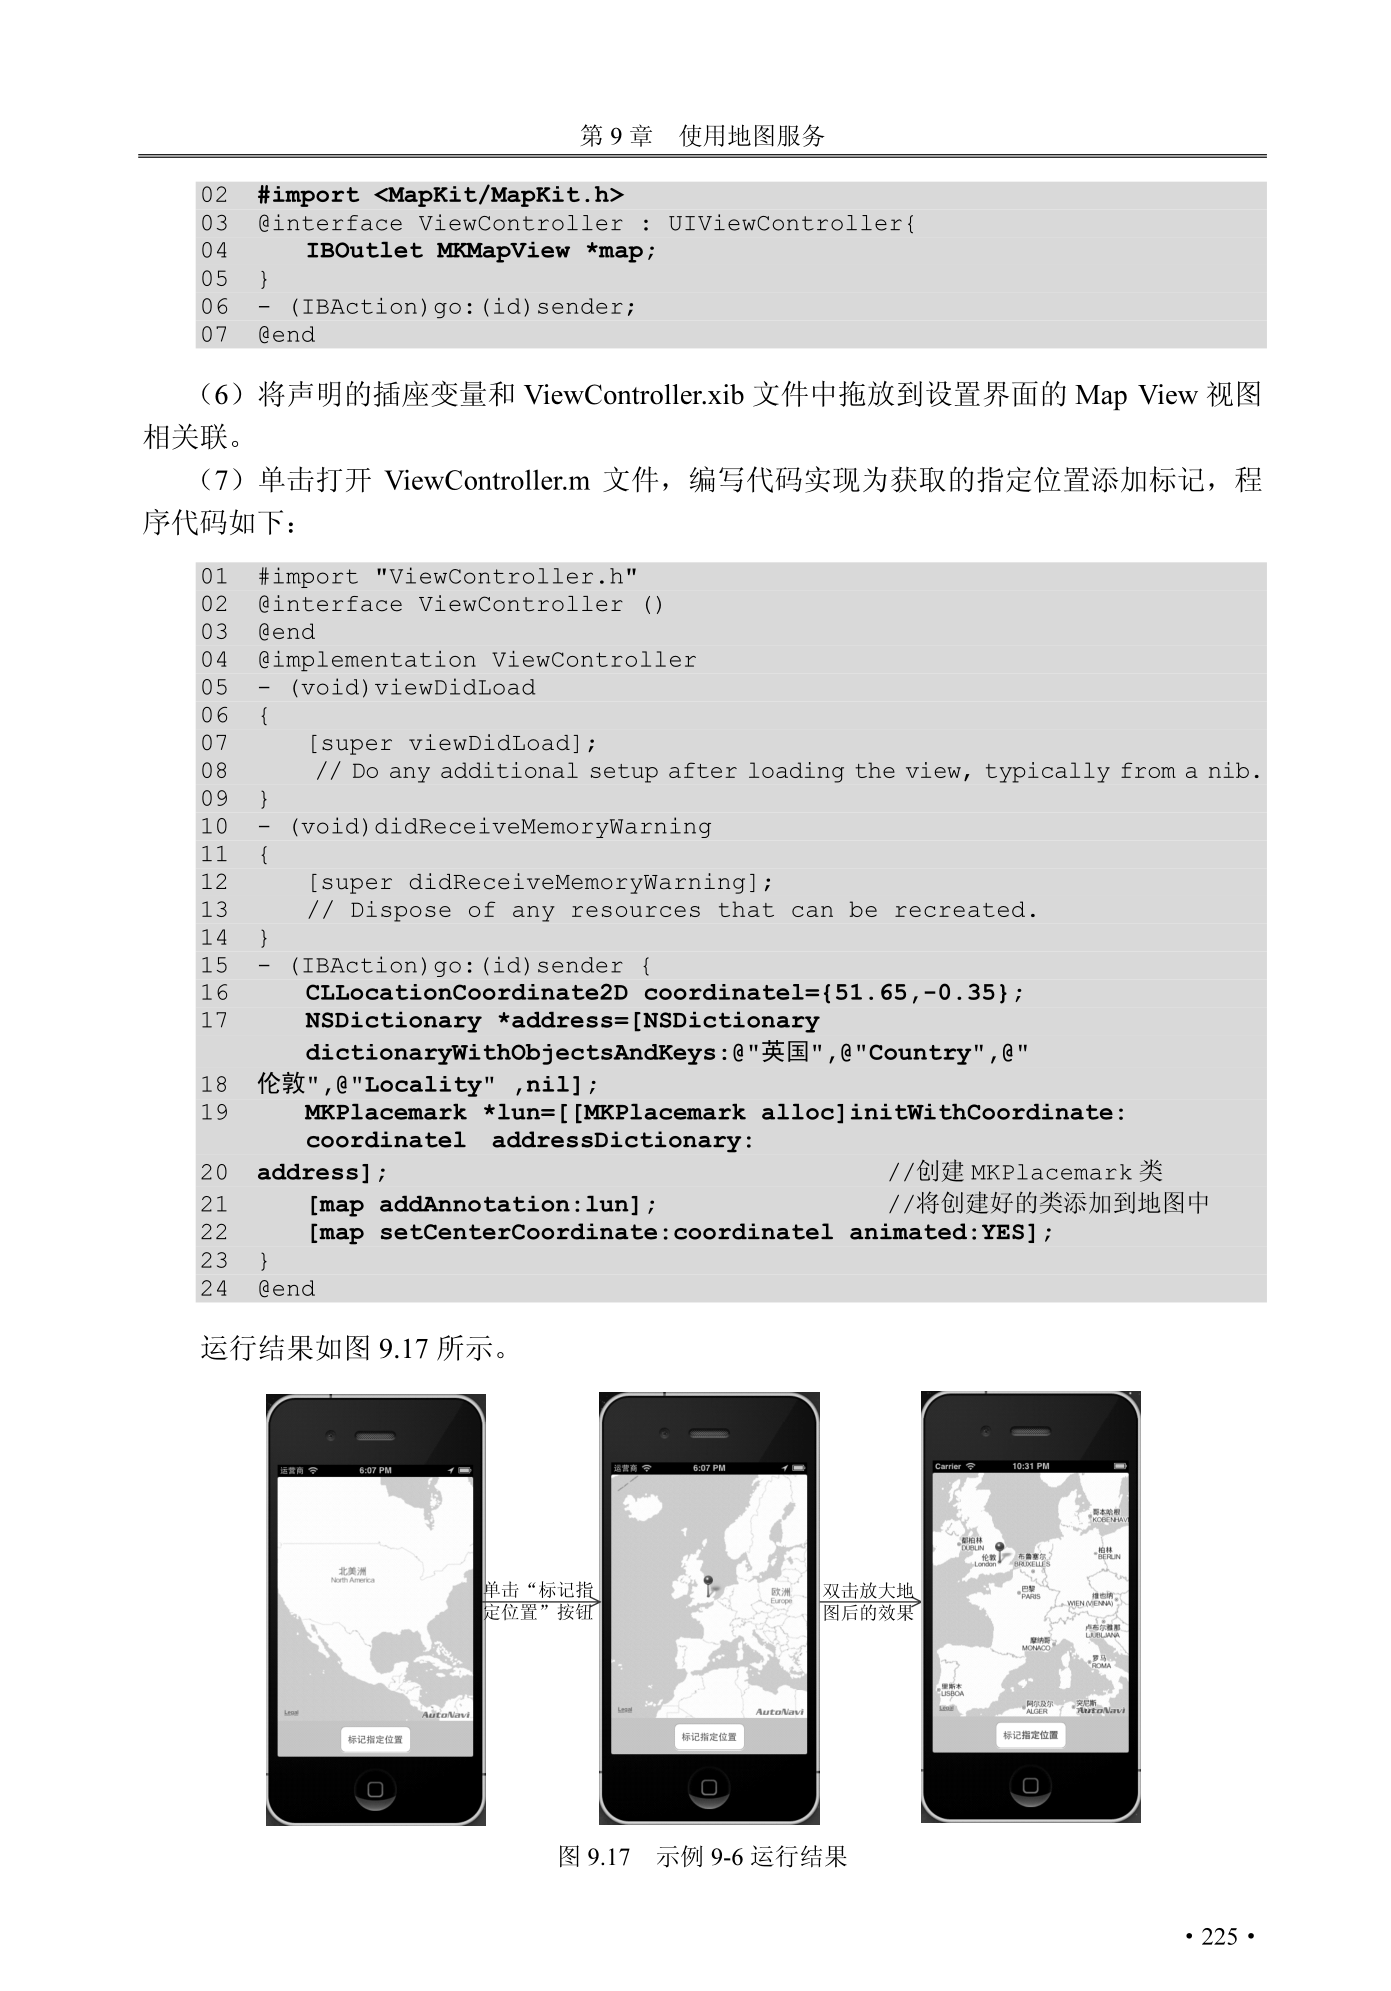 第 9 章　使用地图服务
02  #import <MapKit/MapKit.h>
03  @interface ViewController : UIViewController{
04      IBOutlet MKMapView *map;
05  }
06  - (IBAction)go:(id)sender;
07  @end
（6）将声明的插座变量和 ViewController.xib 文件中拖放到设置界面的 Map View 视图
相关联。
（7）单击打开 ViewController.m 文件，编写代码实现为获取的指定位置添加标记，程
序代码如下：
01  #import "ViewController.h"
02  @interface ViewController ()
03  @end
04  @implementation ViewController
05  - (void)viewDidLoad
06  {
07      [super viewDidLoad];
08      // Do any additional setup after loading the view, typically from a nib.
09  }
10  - (void)didReceiveMemoryWarning
11  {
12      [super didReceiveMemoryWarning];
13      // Dispose of any resources that can be recreated.
14  }
15  - (IBAction)go:(id)sender {
16      CLLocationCoordinate2D coordinatel={51.65,-0.35};
17      NSDictionary *address=[NSDictionary
dictionaryWithObjectsAndKeys:@"英国",@"Country",@"
18  伦敦",@"Locality" ,nil];
19      MKPlacemark *lun=[[MKPlacemark alloc]initWithCoordinate:
coordinatel  addressDictionary:
20  address];                //创建 MKPlacemark 类
21      [map addAnnotation:lun];                //将创建好的类添加到地图中
22      [map setCenterCoordinate:coordinatel animated:YES];
23  }
24  @end
运行结果如图 9.17 所示。
运营商 6:07 PM
北美洲
North America
Legal AutoNavi
标记指定位置
单击“标记指
定位置”按钮
运营商 6:07 PM
欧洲
Europe
Legal AutoNavi
标记指定位置
双击放大地
图后的效果
Carrier 10:31 PM
哥本哈根
KOBENHAV
都柏林
DUBLIN
伦敦
London
布鲁塞尔
BRUXELLES
柏林
BERLIN
巴黎
PARIS
维也纳
WIEN (VIENNA)
卢布尔雅那
LJUBLJANA
摩纳哥
MONACO
罗马
ROMA
里斯本
LISBOA
阿尔及尔
ALGER
突尼斯
Legal AutoNavi
标记指定位置
图 9.17　示例 9-6 运行结果
• 225 •